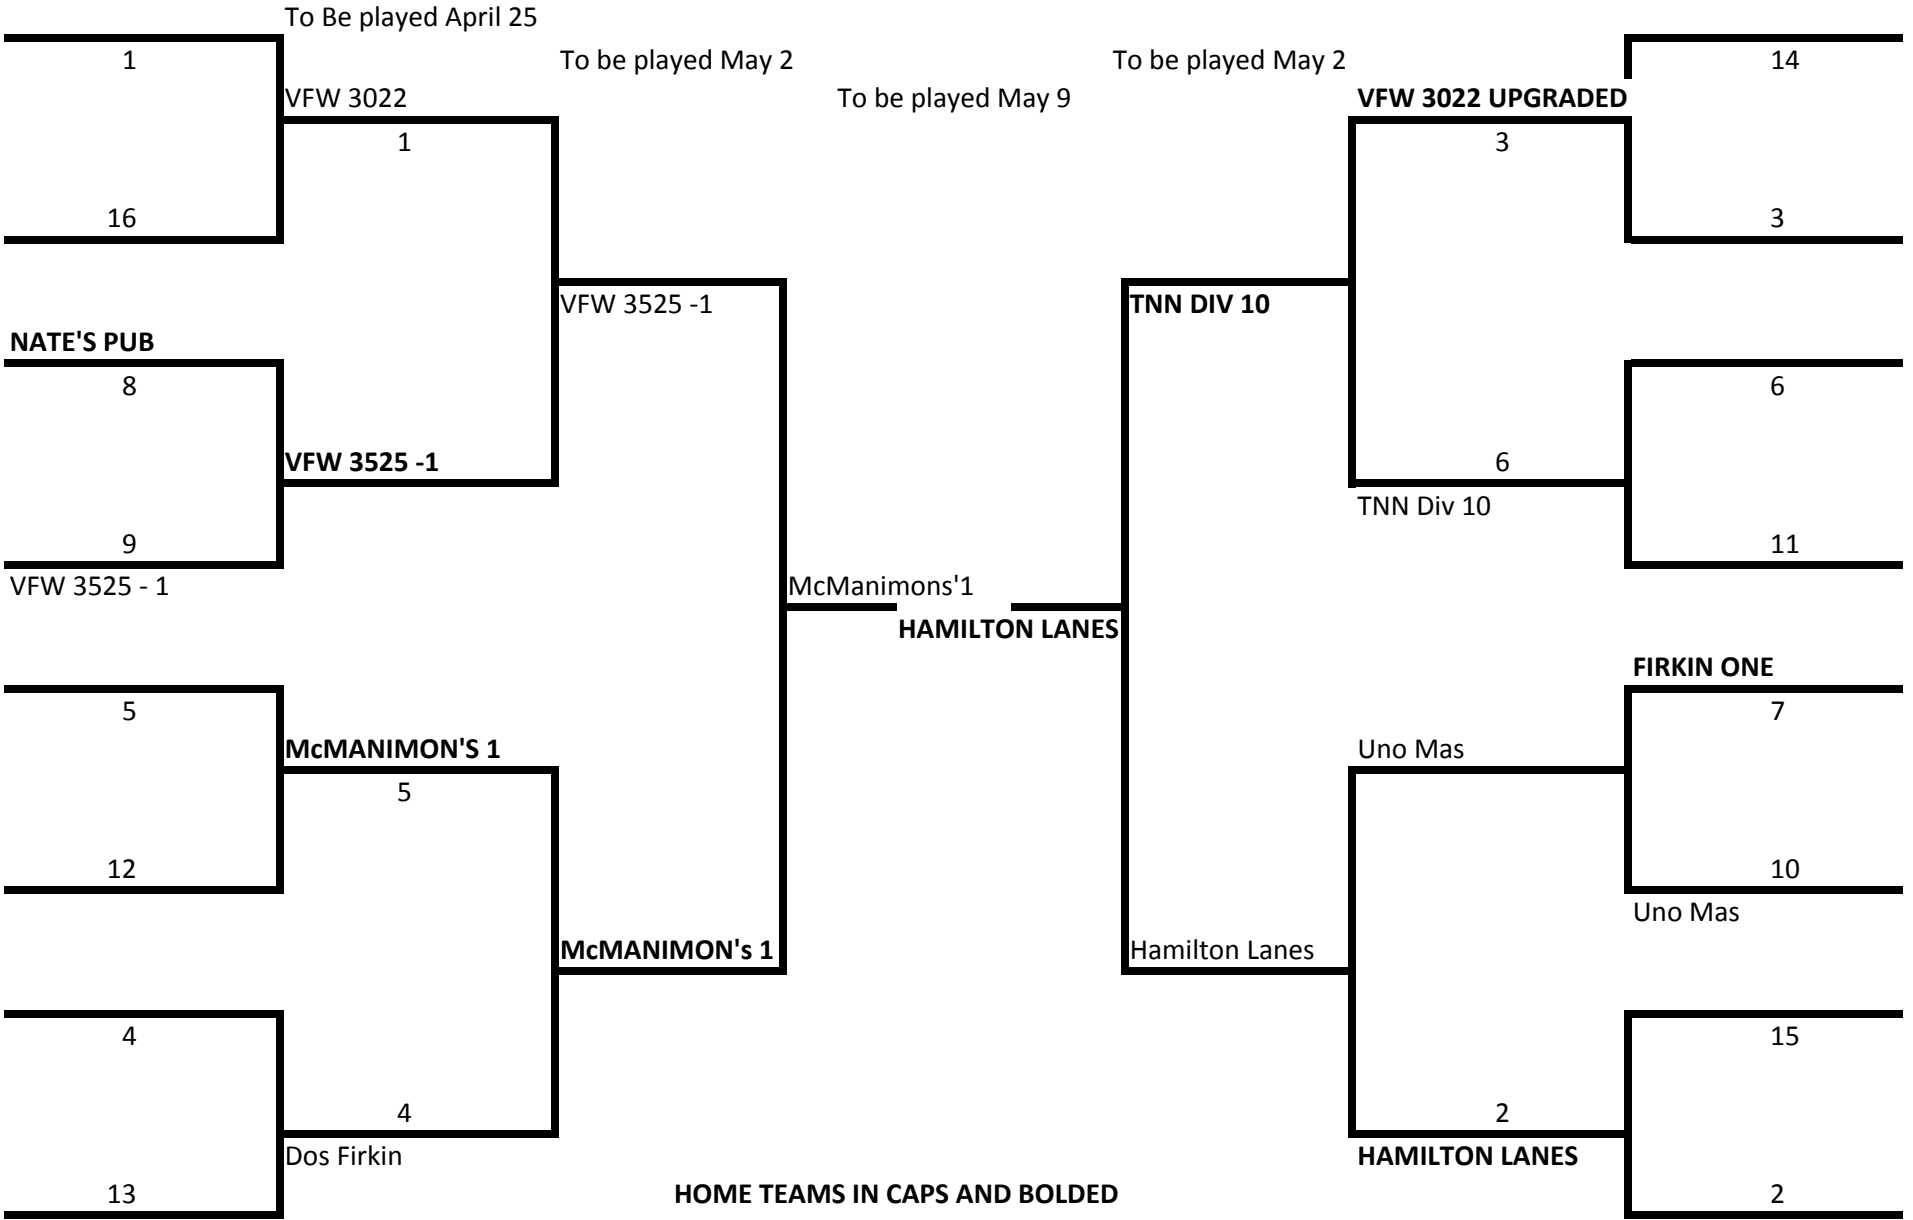 To Be played April 25
1
To be played May 2
To be played May 2
14
VFW 3022
To be played May 9
VFW 3022 UPGRADED
1
3
16
3
VFW 3525 -1
TNN DIV 10
NATE'S PUB
8
6
VFW 3525 -1
6
TNN Div 10
9
11
VFW 3525 - 1
McManimons'1
HAMILTON LANES
FIRKIN ONE
5
7
McMANIMON'S 1
Uno Mas
5
12
10
Uno Mas
McMANIMON's 1
Hamilton Lanes
4
15
4
2
Dos Firkin
HAMILTON LANES
13
HOME TEAMS IN CAPS AND BOLDED
2